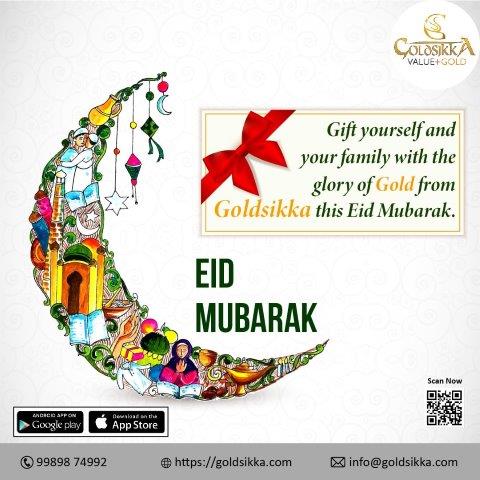 GOLDSIKKA
VALUE+GOLD
Gift yourself and
your family with the
glory of Gold from
Goldsikka this Eid Mubarak.
EID
MUBARAK
Scan Now
ANDROID APP ON
Google play
Download on the
App Store
99898 74992
https://goldsikka.com
info@goldsikka.com